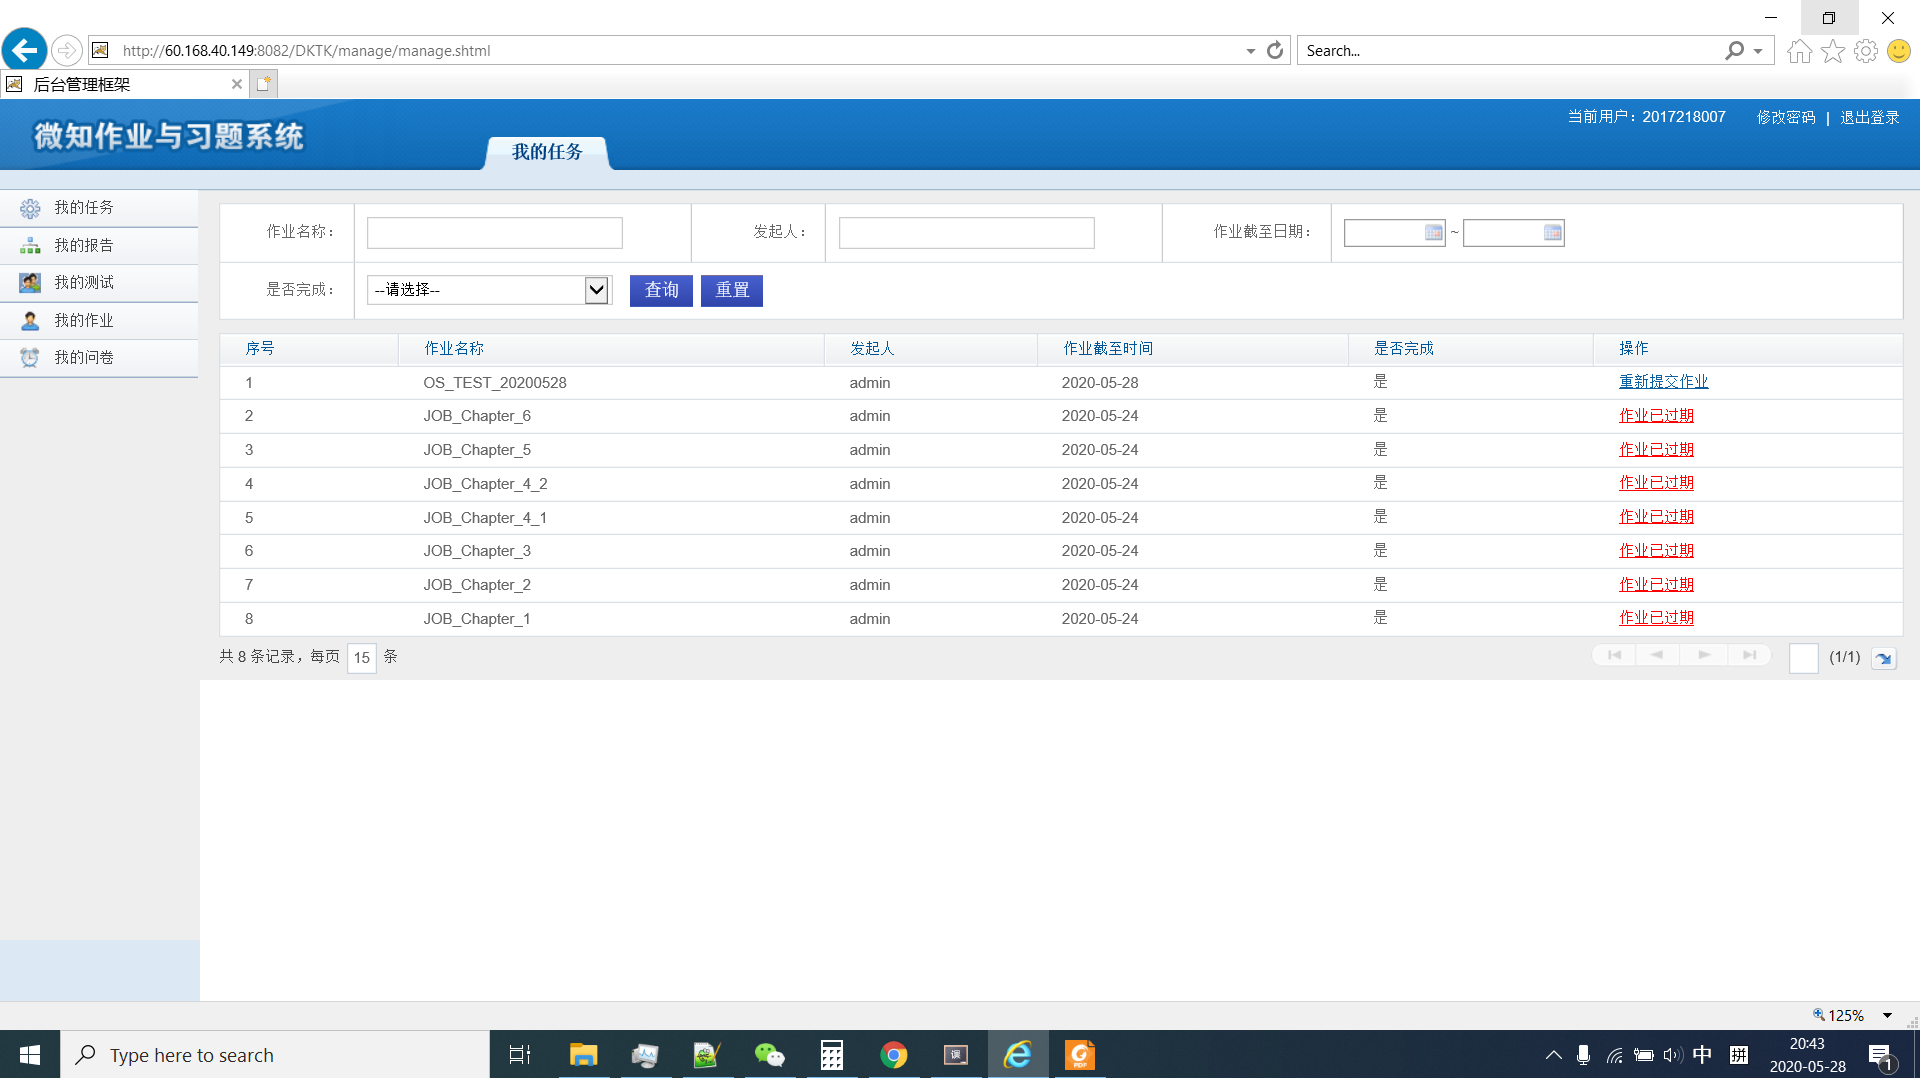 http://60.168.40.149:8082/DKTK/manage/manage.shtml
Search...
后台管理框架
微知作业与习题系统
我的任务
当前用户：2017218007 修改密码 | 退出登录
我的任务
我的报告
我的测试
我的作业
我的问卷
作业名称： 发起人： 作业截至日期： ~
是否完成： --请选择-- 查询 重置
序号 作业名称 发起人 作业截至时间 是否完成 操作
1 OS_TEST_20200528 admin 2020-05-28 是 重新提交作业
2 JOB_Chapter_6 admin 2020-05-24 是 作业已过期
3 JOB_Chapter_5 admin 2020-05-24 是 作业已过期
4 JOB_Chapter_4_2 admin 2020-05-24 是 作业已过期
5 JOB_Chapter_4_1 admin 2020-05-24 是 作业已过期
6 JOB_Chapter_3 admin 2020-05-24 是 作业已过期
7 JOB_Chapter_2 admin 2020-05-24 是 作业已过期
8 JOB_Chapter_1 admin 2020-05-24 是 作业已过期
共 8 条记录，每页 15 条 (1/1)
125%
Type here to search
中 拼
20:43
2020-05-28
1